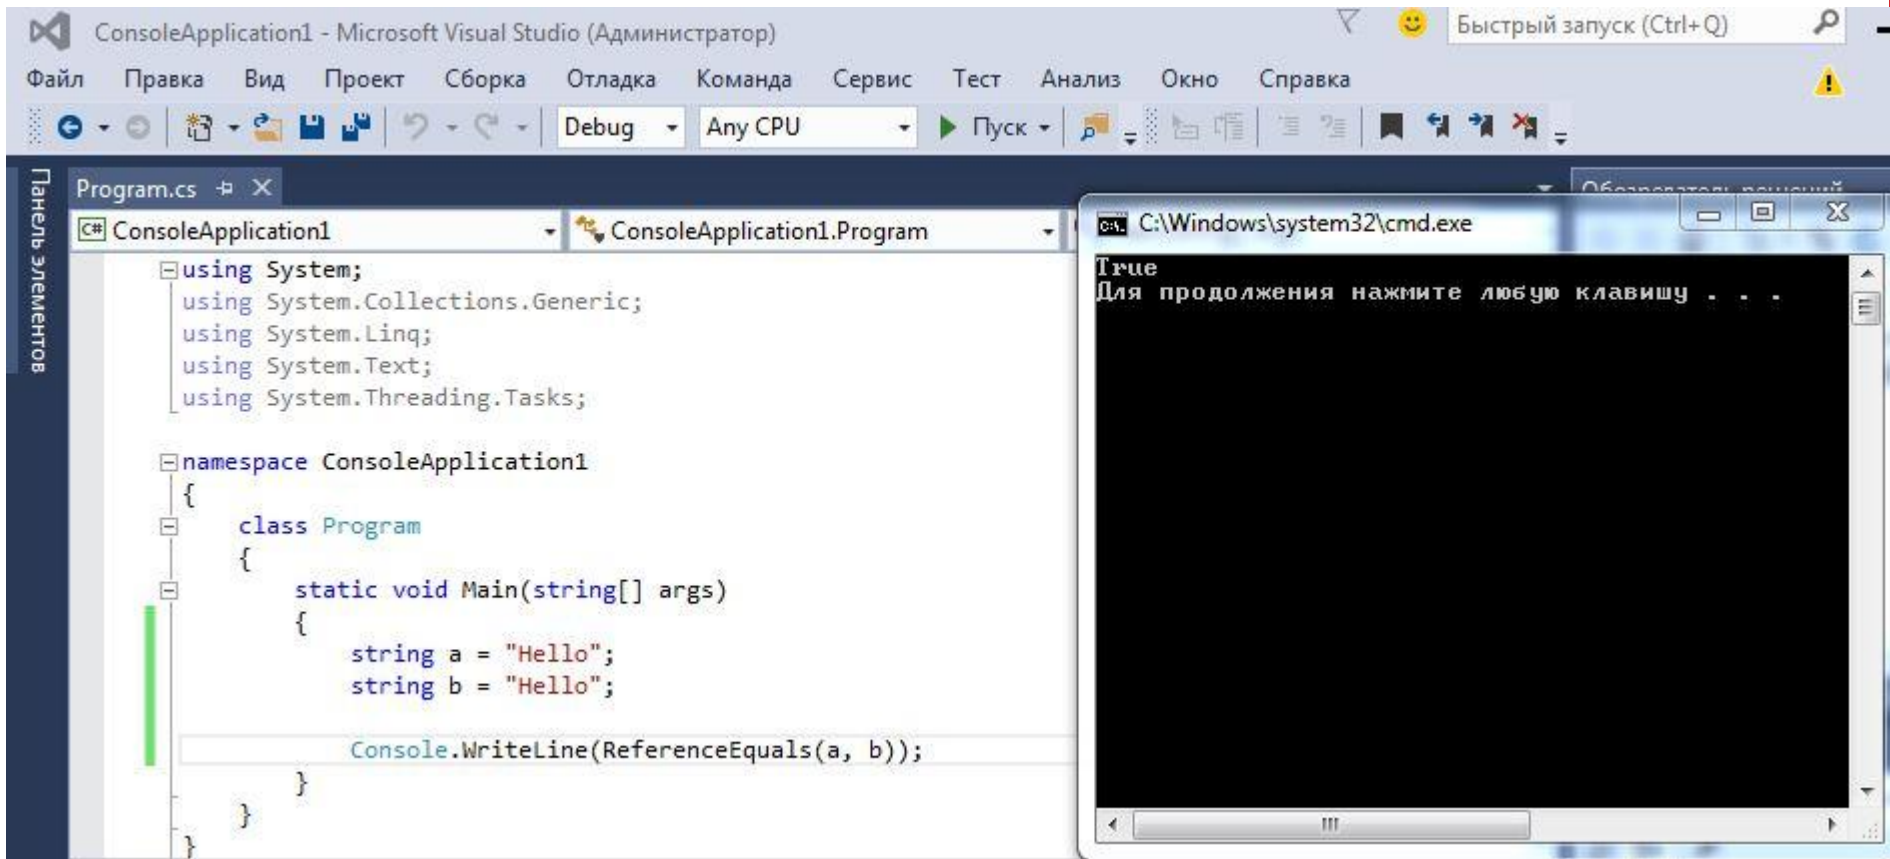 ConsoleApplication1 - Microsoft Visual Studio (Администратор)
Быстрый запуск (Ctrl+Q)
Файл Правка Вид Проект Сборка Отладка Команда Сервис Тест Анализ Окно Справка
Debug Any CPU Пуск
Панель элементов
Program.cs
Обозреватель решений
C# ConsoleApplication1 ConsoleApplication1.Program
using System;
using System.Collections.Generic;
using System.Linq;
using System.Text;
using System.Threading.Tasks;
namespace ConsoleApplication1
{
class Program
{
static void Main(string[] args)
{
string a = "Hello";
string b = "Hello";
Console.WriteLine(ReferenceEquals(a, b));
}
}
}
C:\Windows\system32\cmd.exe
True
Для продолжения нажмите любую клавишу . . .